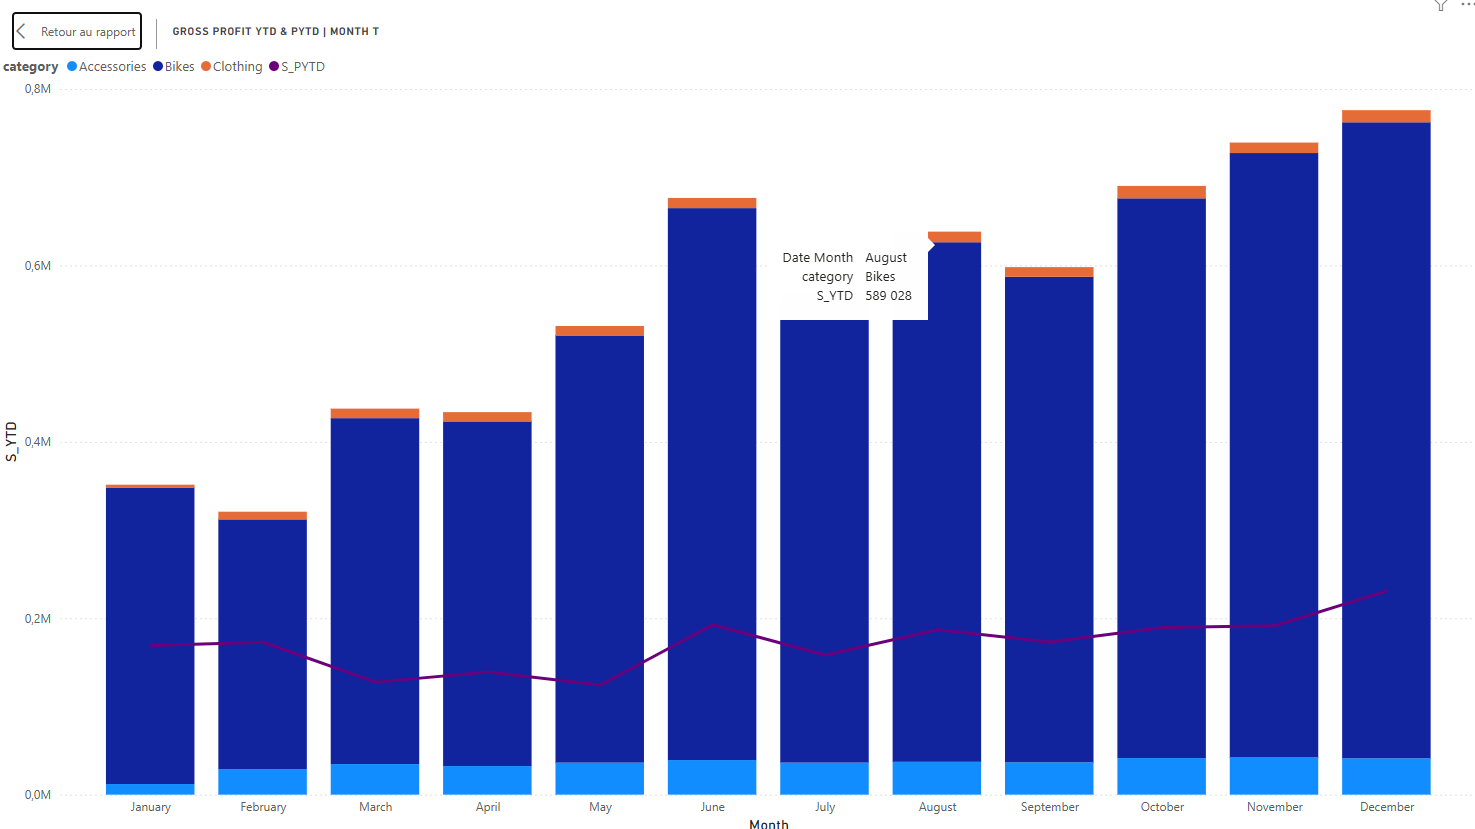 Retour au rapport
GROSS PROFIT YTD & PYTD | MONTH T
category Accessories Bikes Clothing S_PYTD
0,8M
0,6M
0,4M
0,2M
0,0M
S_YTD
Date Month August
category Bikes
S_YTD 589 028
January February March April May June July August September October November December
Month